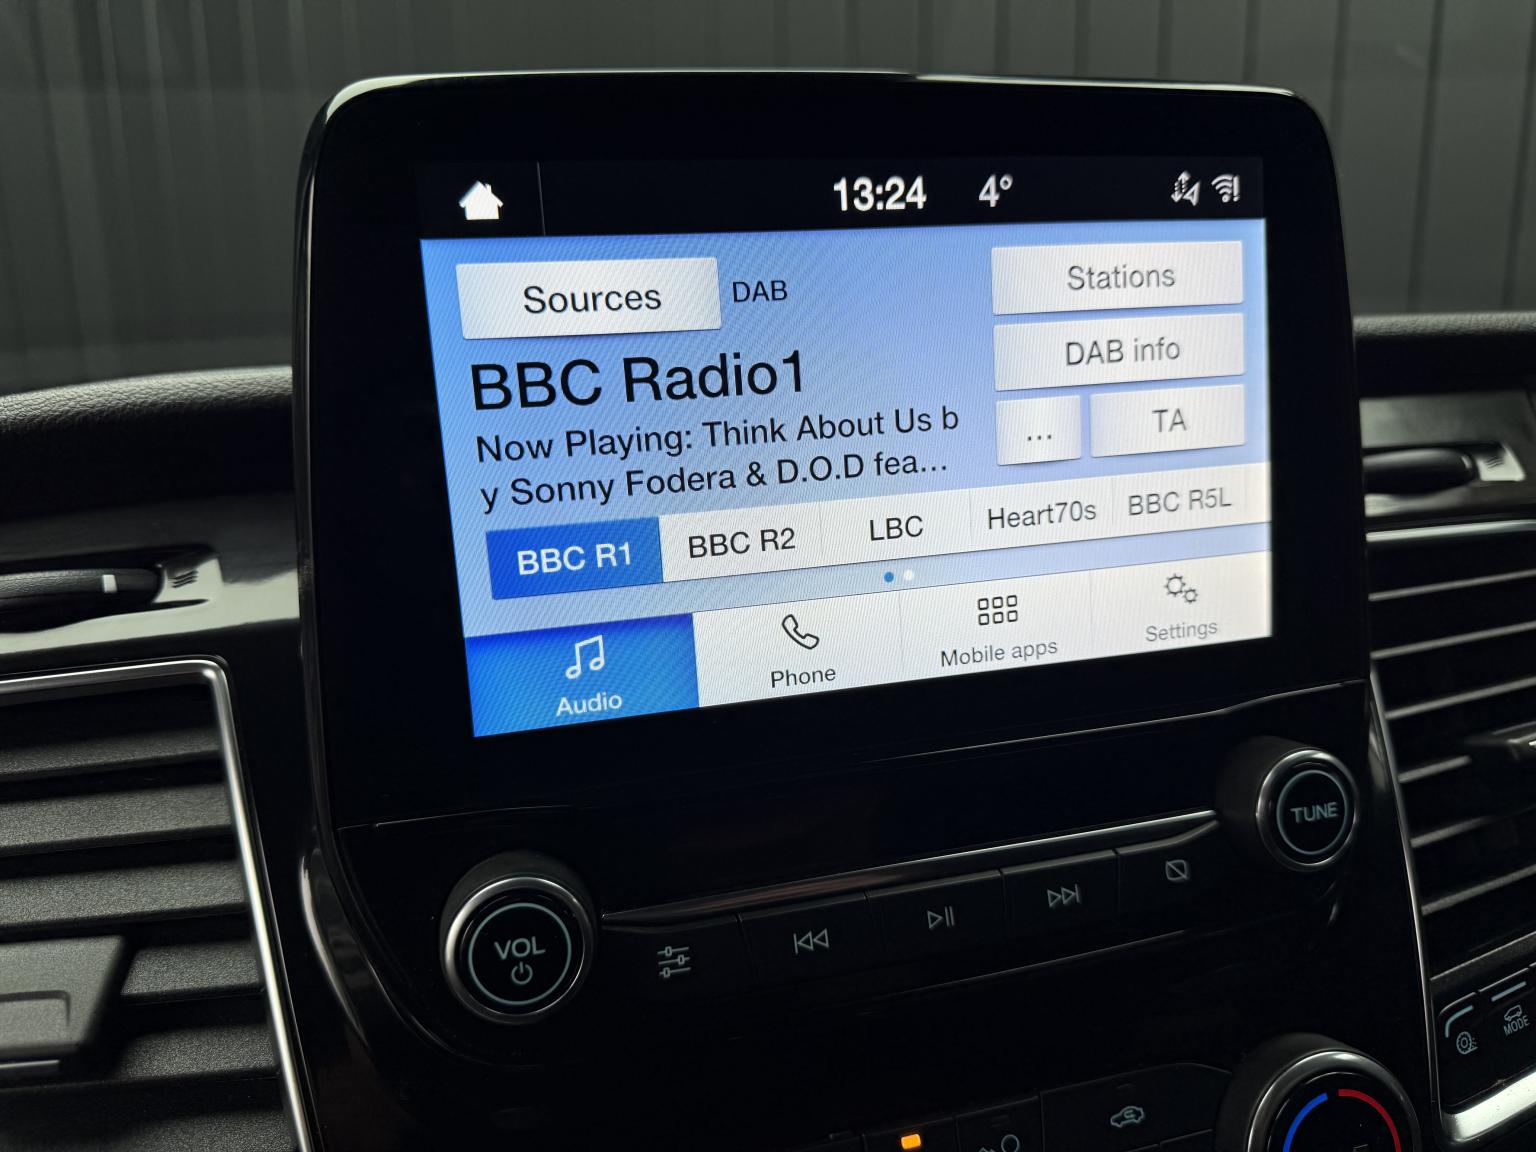 13:24 4°
Sources DAB
Stations
BBC Radio1
DAB info
Now Playing: Think About Us b
y Sonny Fodera & D.O.D fea...
... TA
BBC R1 BBC R2 LBC Heart70s BBC R5L
Audio Phone Mobile apps Settings
TUNE
VOL
MODE